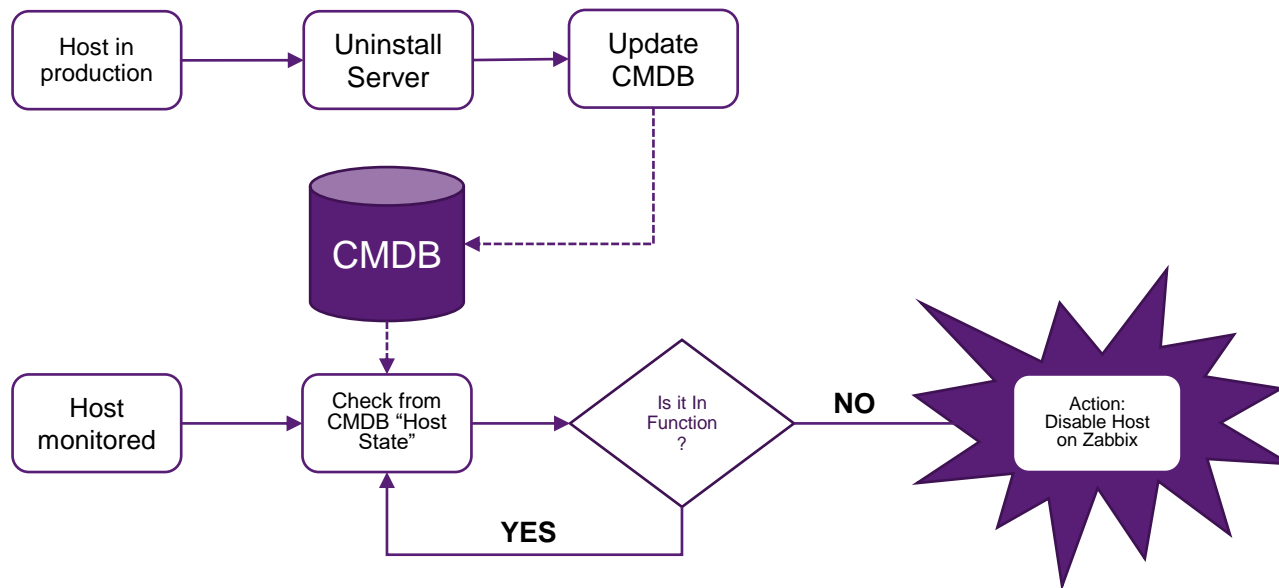 Host in
production
Uninstall
Server
Update
CMDB
CMDB
Host
monitored
Check from
CMDB “Host
State”
Is it In
Function
?
NO
Action:
Disable Host
on Zabbix
YES